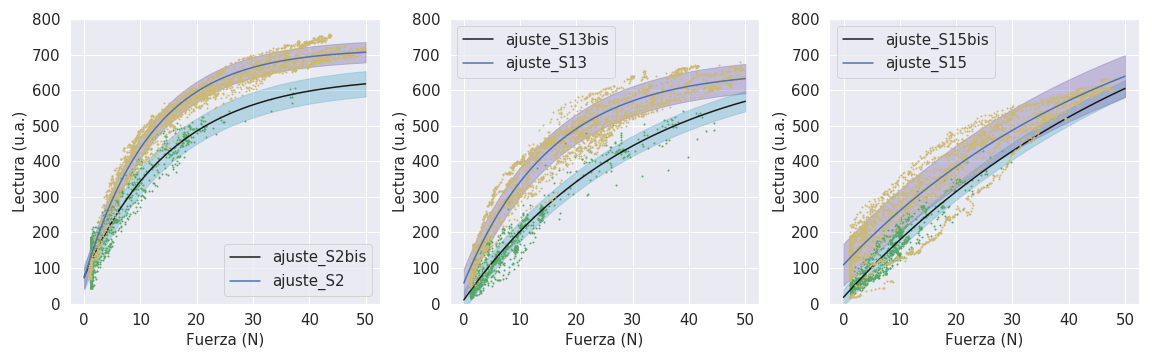 800
700
600
500
400
300
200
100
0
Lectura (u.a.)
0 10 20 30 40 50
Fuerza (N)
ajuste_S2bis
ajuste_S2
800
700
600
500
400
300
200
100
0
Lectura (u.a.)
0 10 20 30 40 50
Fuerza (N)
ajuste_S13bis
ajuste_S13
800
700
600
500
400
300
200
100
0
Lectura (u.a.)
0 10 20 30 40 50
Fuerza (N)
ajuste_S15bis
ajuste_S15